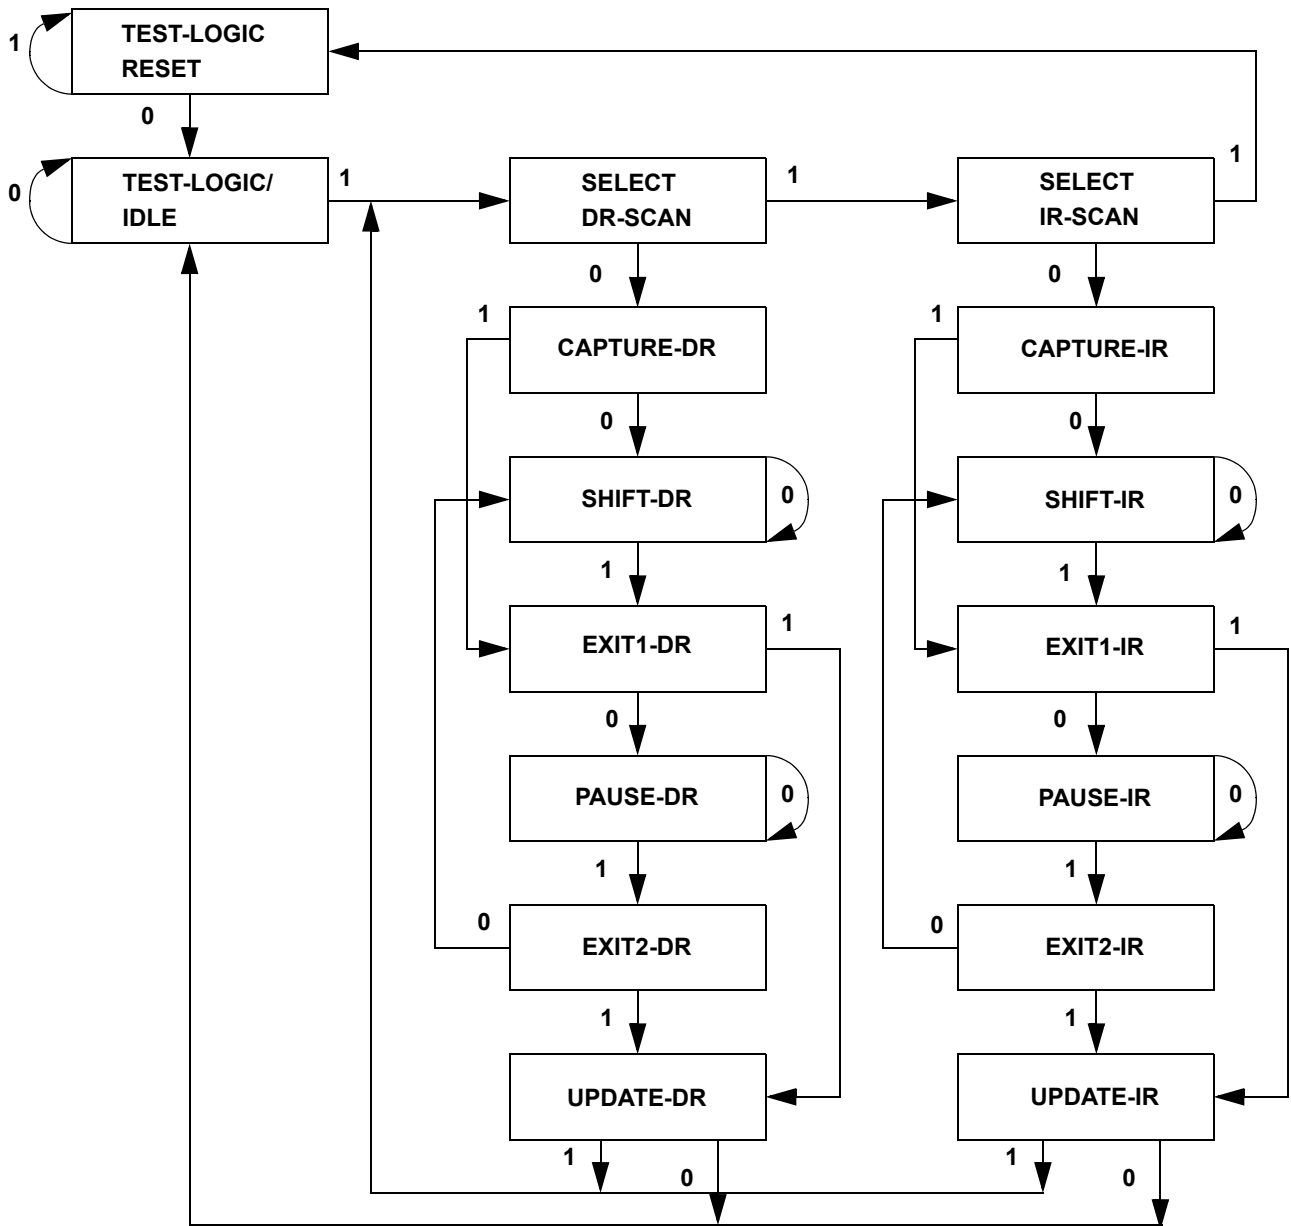 1
TEST-LOGIC
RESET
0
0
TEST-LOGIC/
IDLE
1
SELECT
DR-SCAN
1
SELECT
IR-SCAN
1
0
0
1
CAPTURE-DR
1
CAPTURE-IR
0
0
SHIFT-DR
0
SHIFT-IR
0
1
1
EXIT1-DR
1
EXIT1-IR
1
0
0
PAUSE-DR
0
PAUSE-IR
0
1
1
0
EXIT2-DR
0
EXIT2-IR
1
1
UPDATE-DR
UPDATE-IR
1
0
1
0